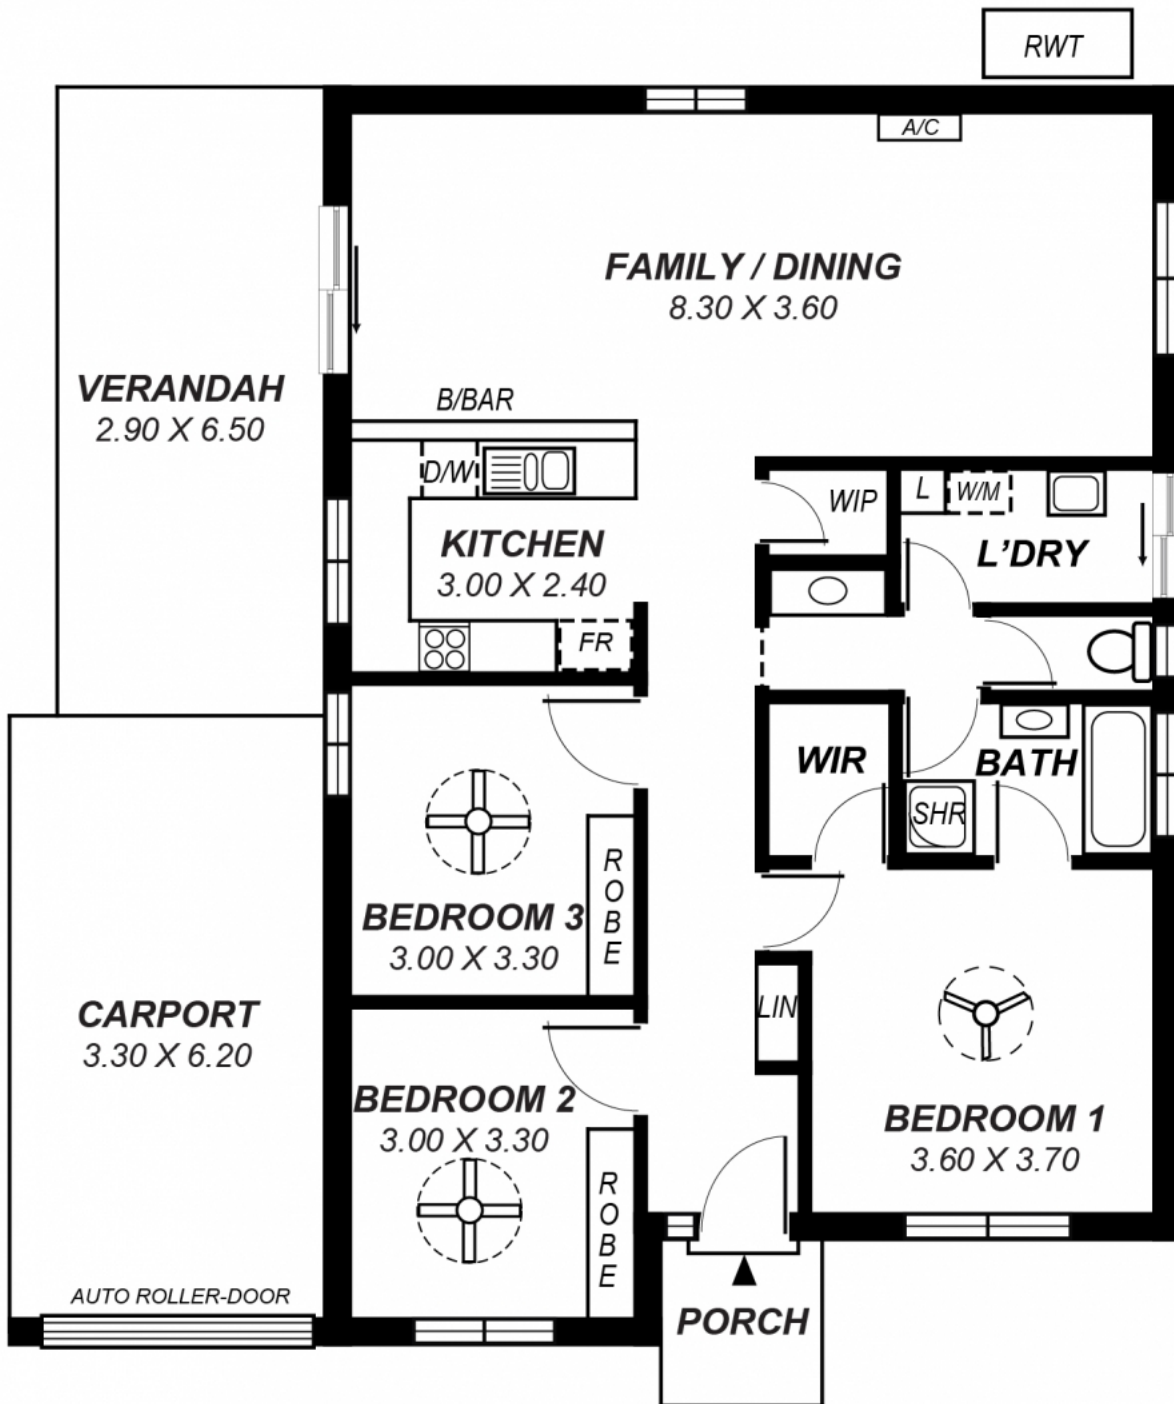 RWT
A/C
FAMILY / DINING
8.30 X 3.60
VERANDAH
2.90 X 6.50
B/BAR
D/W
KITCHEN
3.00 X 2.40
FR
WIP
L
W/M
L'DRY
WIR
BATH
SHR
BEDROOM 3
3.00 X 3.30
ROBE
CARPORT
3.30 X 6.20
LIN
BEDROOM 2
3.00 X 3.30
ROBE
BEDROOM 1
3.60 X 3.70
AUTO ROLLER-DOOR
PORCH